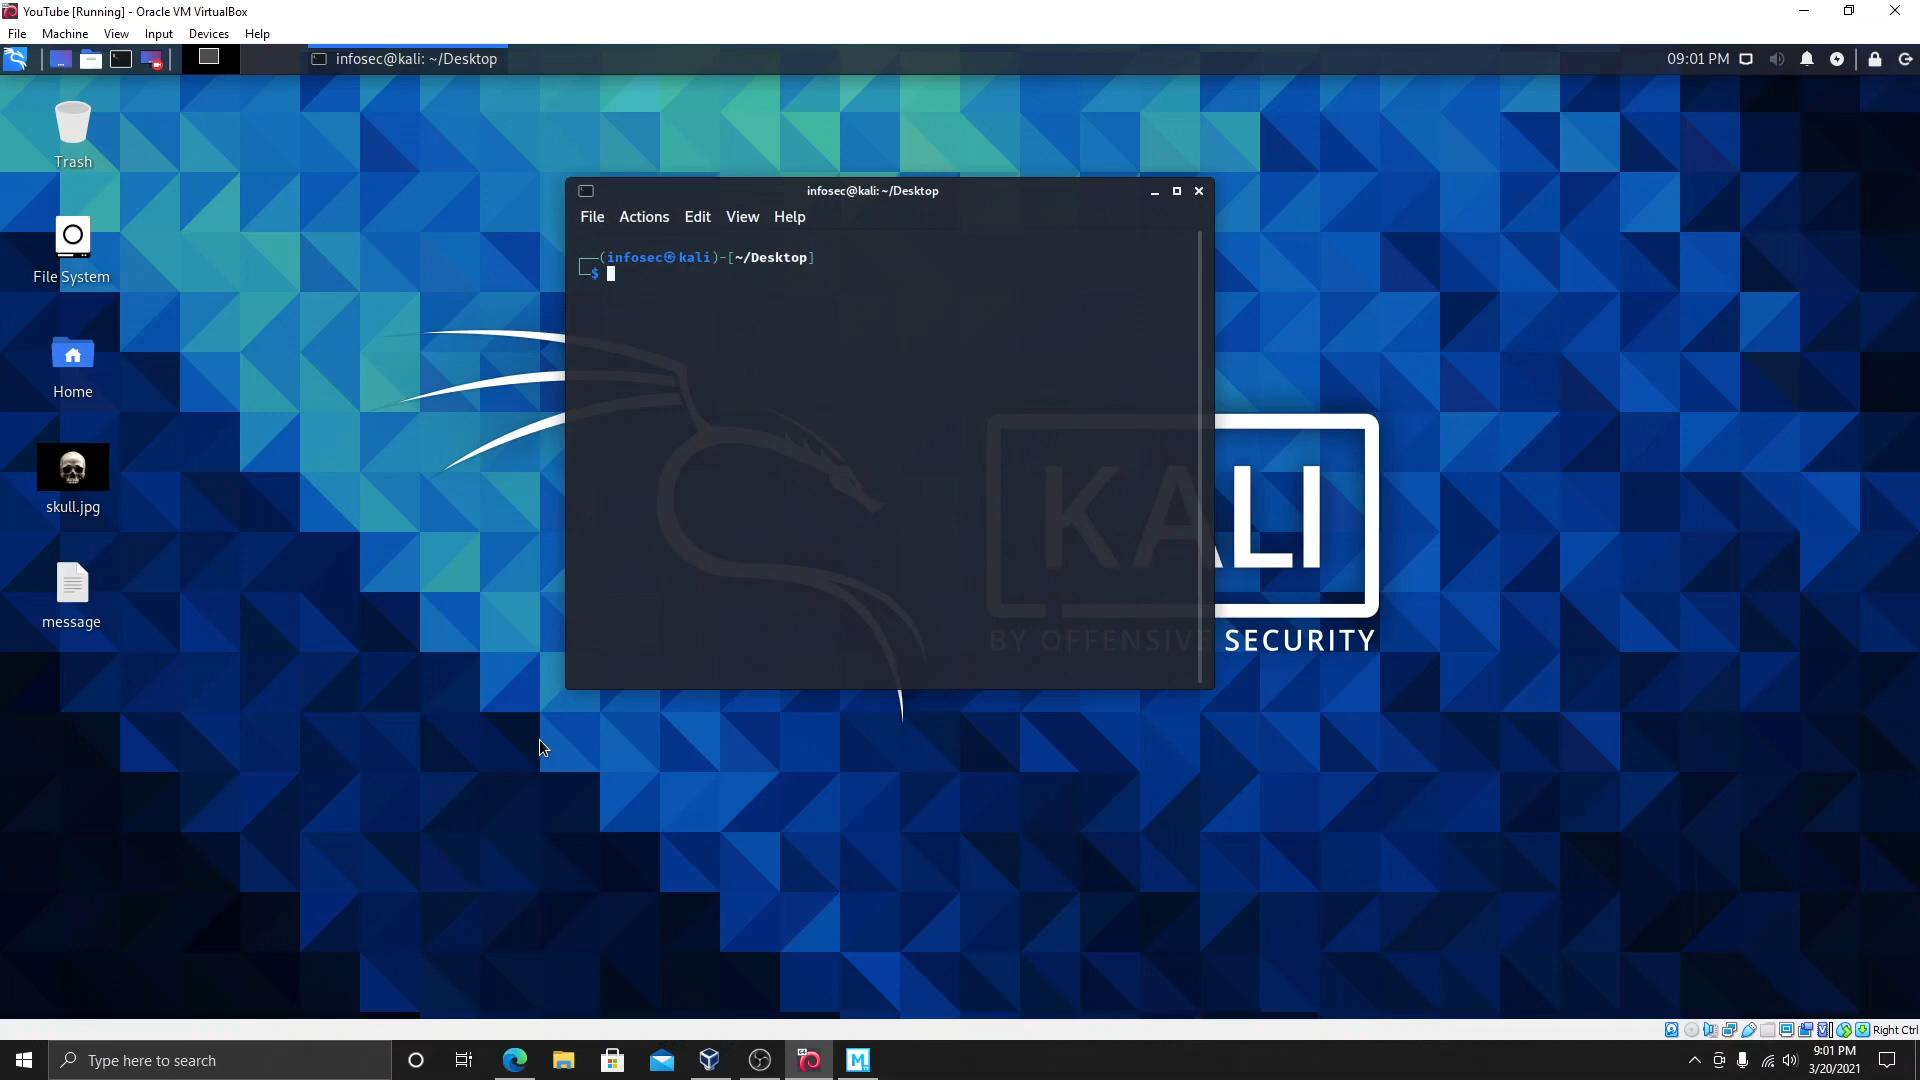 YouTube [Running] - Oracle VM VirtualBox
File Machine View Input Devices Help
infosec@kali: ~/Desktop
09:01 PM
Trash
File System
Home
skull.jpg
message
infosec@kali: ~/Desktop
File Actions Edit View Help
┌──(infosec㉿kali)-[~/Desktop]
└─$
KALI
BY OFFENSIVE SECURITY
Right Ctrl
Type here to search
9:01 PM
3/20/2021